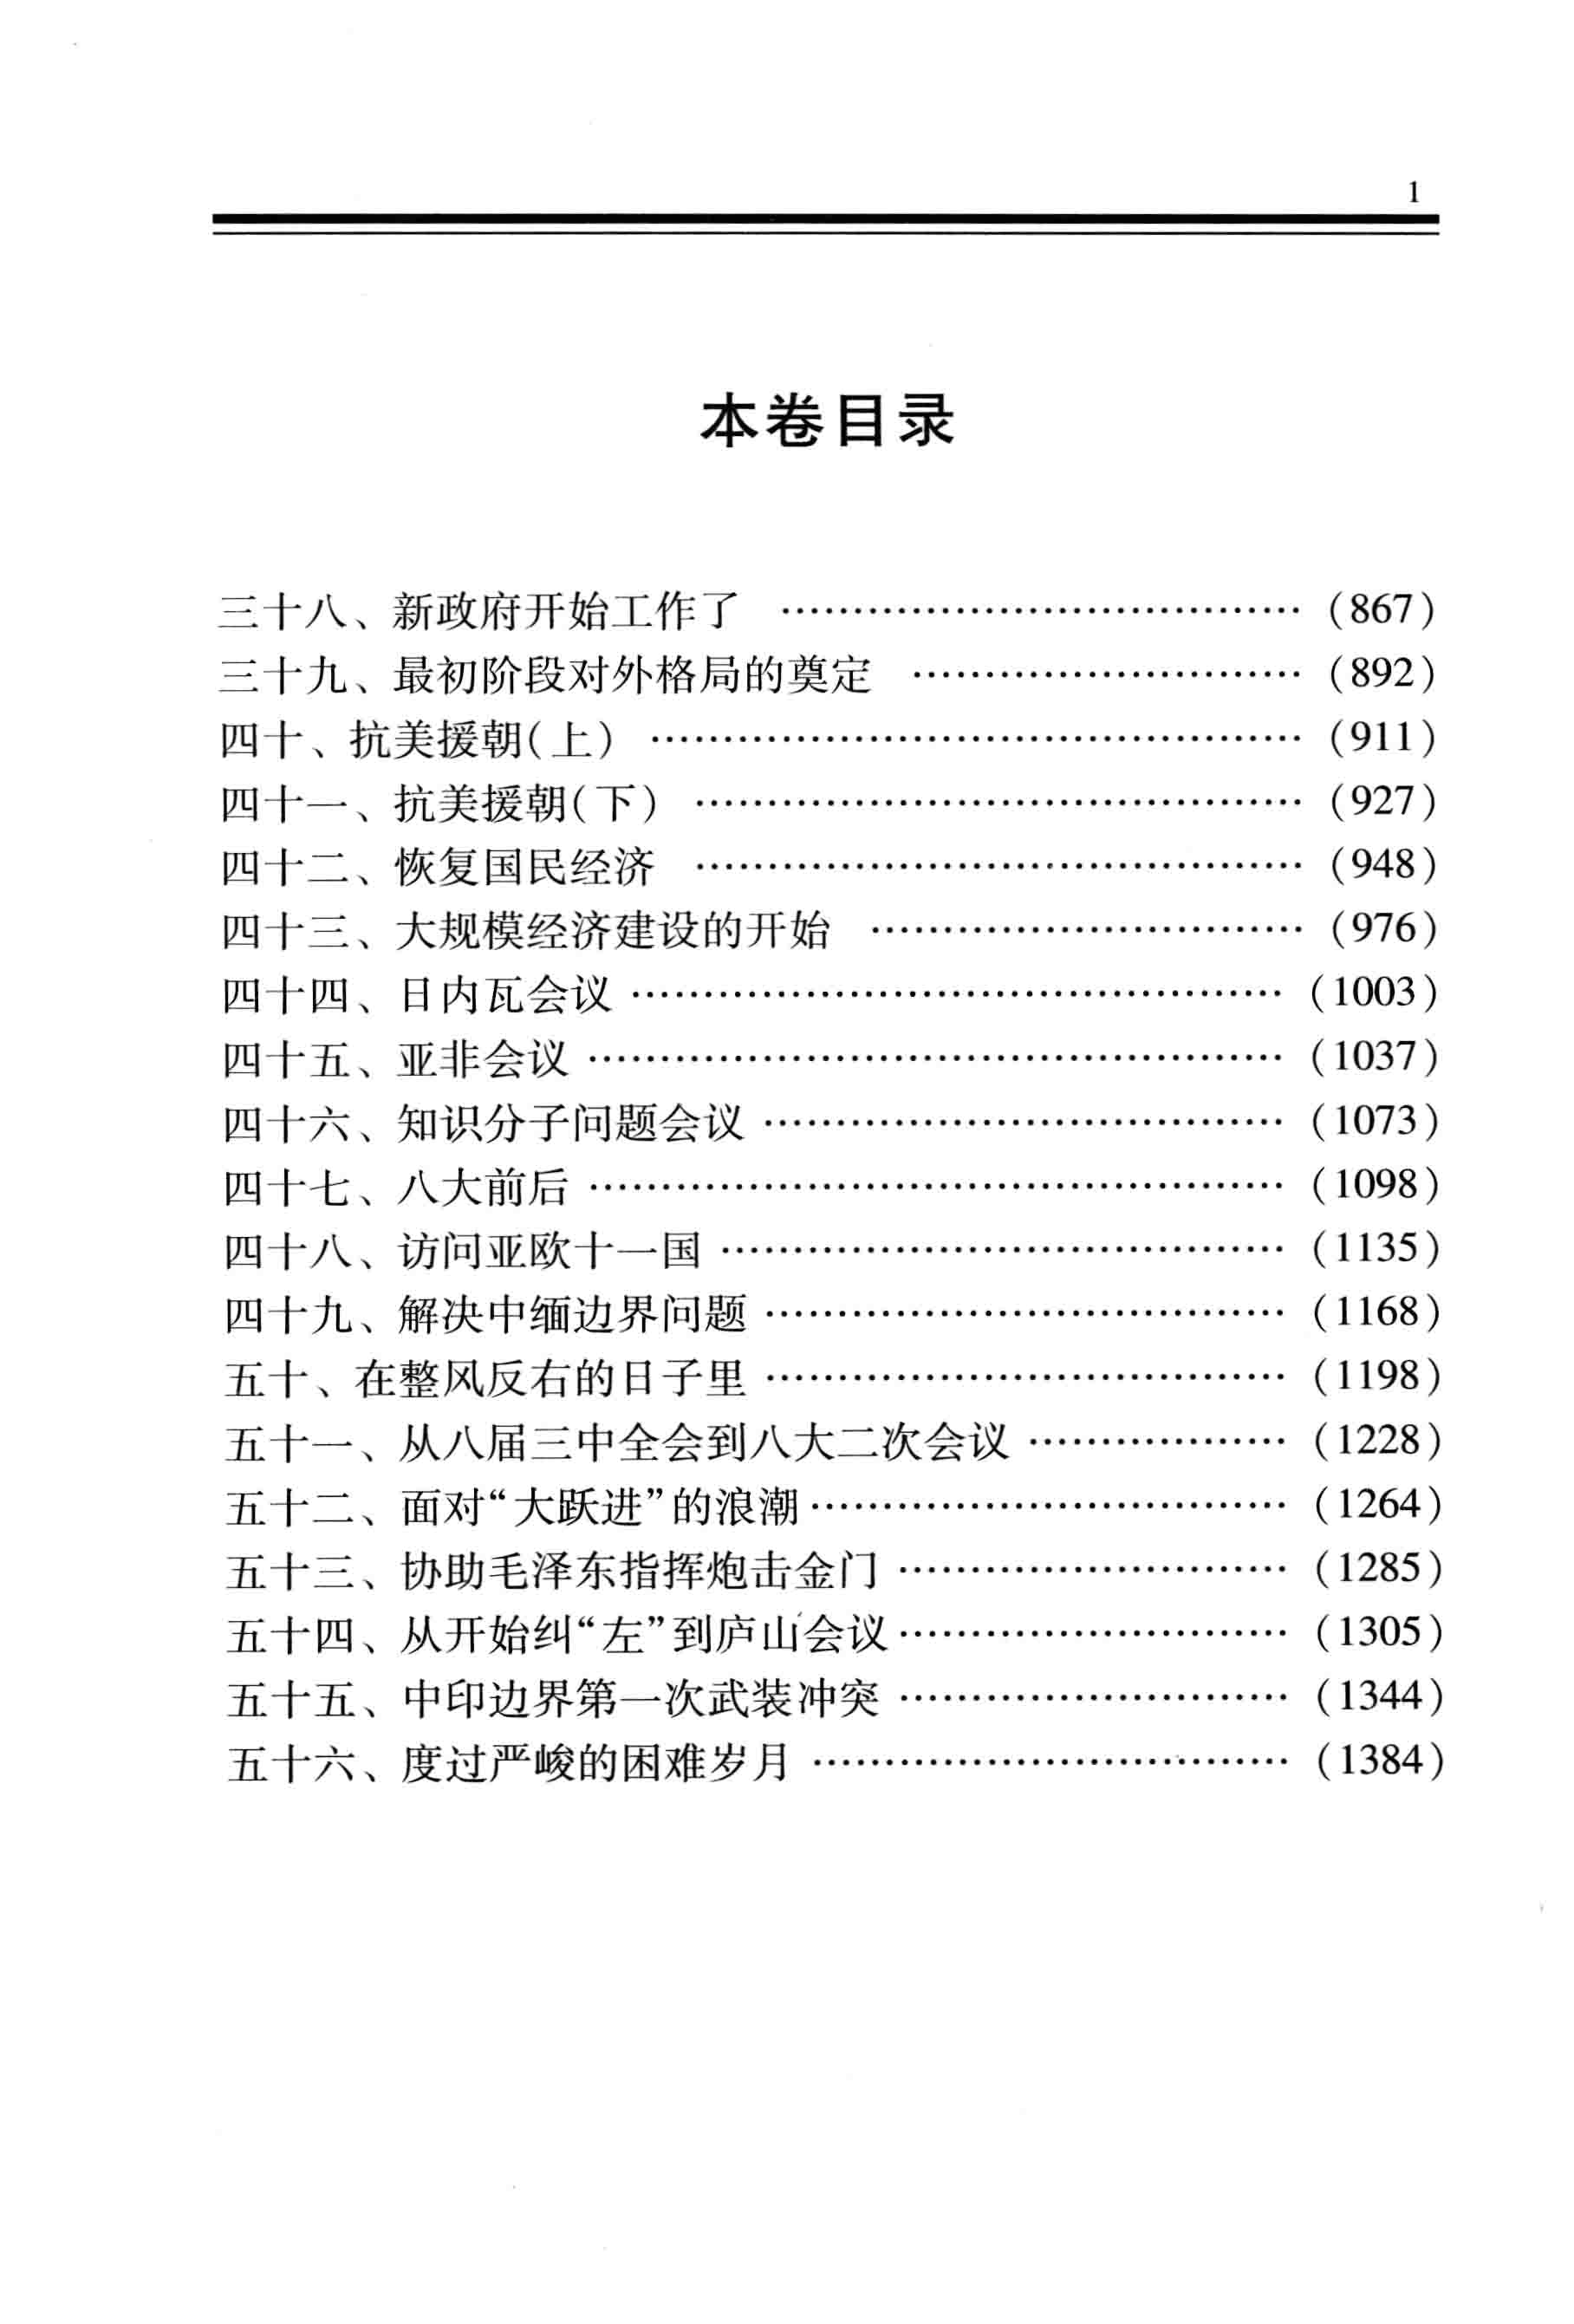 1
本卷目录
三十八、新政府开始工作了 ………………………………… (867)
三十九、最初阶段对外格局的奠定 ………………………… (892)
四十、抗美援朝(上) ………………………………………… (911)
四十一、抗美援朝(下) ……………………………………… (927)
四十二、恢复国民经济 ……………………………………… (948)
四十三、大规模经济建设的开始 …………………………… (976)
四十四、日内瓦会议 ………………………………………… (1003)
四十五、亚非会议 …………………………………………… (1037)
四十六、知识分子问题会议 ………………………………… (1073)
四十七、八大前后 …………………………………………… (1098)
四十八、访问亚欧十一国 …………………………………… (1135)
四十九、解决中缅边界问题 ………………………………… (1168)
五十、在整风反右的日子里 ………………………………… (1198)
五十一、从八届三中全会到八大二次会议 ………………… (1228)
五十二、面对“大跃进”的浪潮 ……………………………… (1264)
五十三、协助毛泽东指挥炮击金门 ………………………… (1285)
五十四、从开始纠“左”到庐山会议 ………………………… (1305)
五十五、中印边界第一次武装冲突 ………………………… (1344)
五十六、度过严峻的困难岁月 ……………………………… (1384)